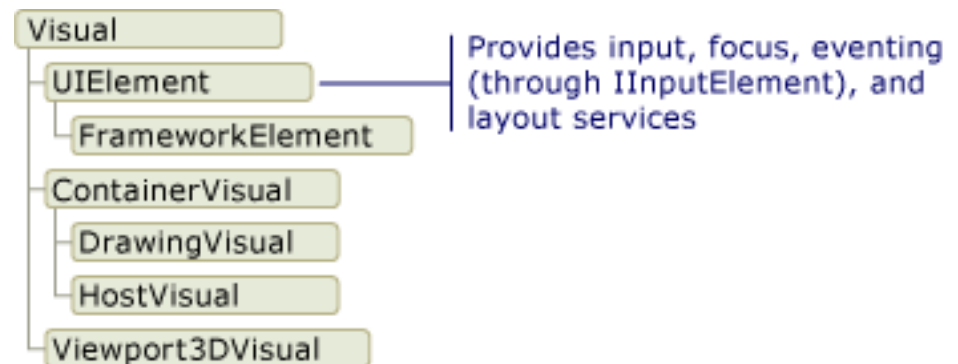 Visual
UIElement
FrameworkElement
ContainerVisual
DrawingVisual
HostVisual
Viewport3DVisual
Provides input, focus, eventing
(through IInputElement), and
layout services